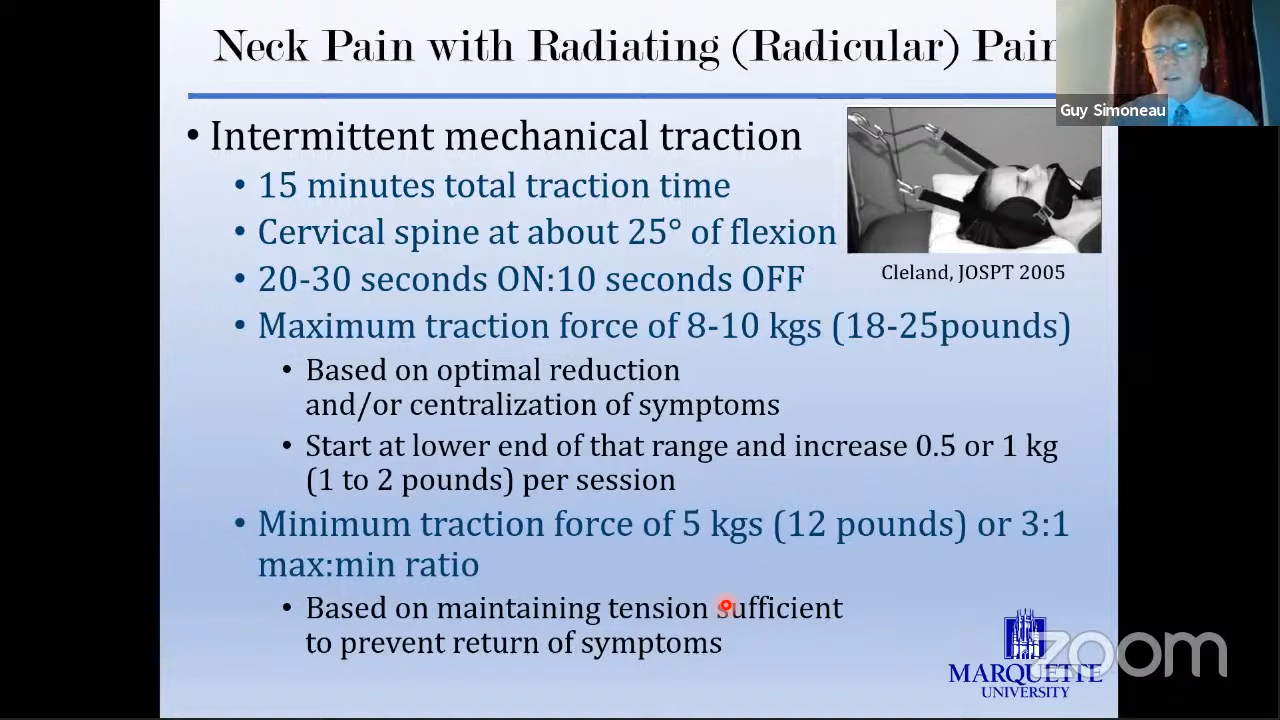 Neck Pain with Radiating (Radicular) Pain
Guy Simoneau
• Intermittent mechanical traction
• 15 minutes total traction time
• Cervical spine at about 25° of flexion
• 20-30 seconds ON:10 seconds OFF
Cleland, JOSPT 2005
• Maximum traction force of 8-10 kgs (18-25pounds)
• Based on optimal reduction
and/or centralization of symptoms
• Start at lower end of that range and increase 0.5 or 1 kg
(1 to 2 pounds) per session
• Minimum traction force of 5 kgs (12 pounds) or 3:1
max:min ratio
• Based on maintaining tension sufficient
to prevent return of symptoms
zoom
MARQUETTE
UNIVERSITY